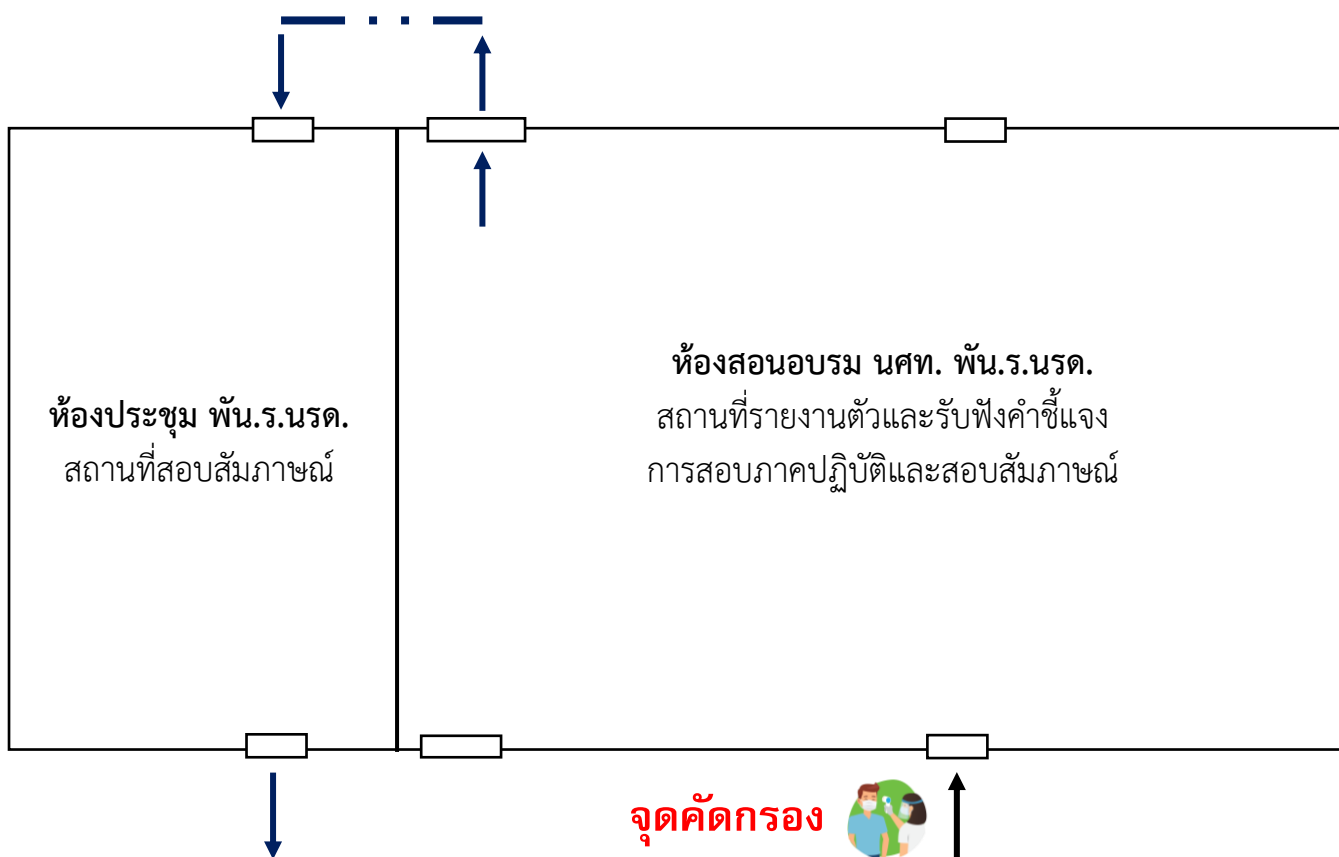 ห้องสอนอบรม นศท. พัน.ร.นรด.
สถานที่รายงานตัวและรับฟังคำชี้แจง
การสอบภาคปฏิบัติและสอบสัมภาษณ์
ห้องประชุม พัน.ร.นรด.
สถานที่สอบสัมภาษณ์
จุดคัดกรอง